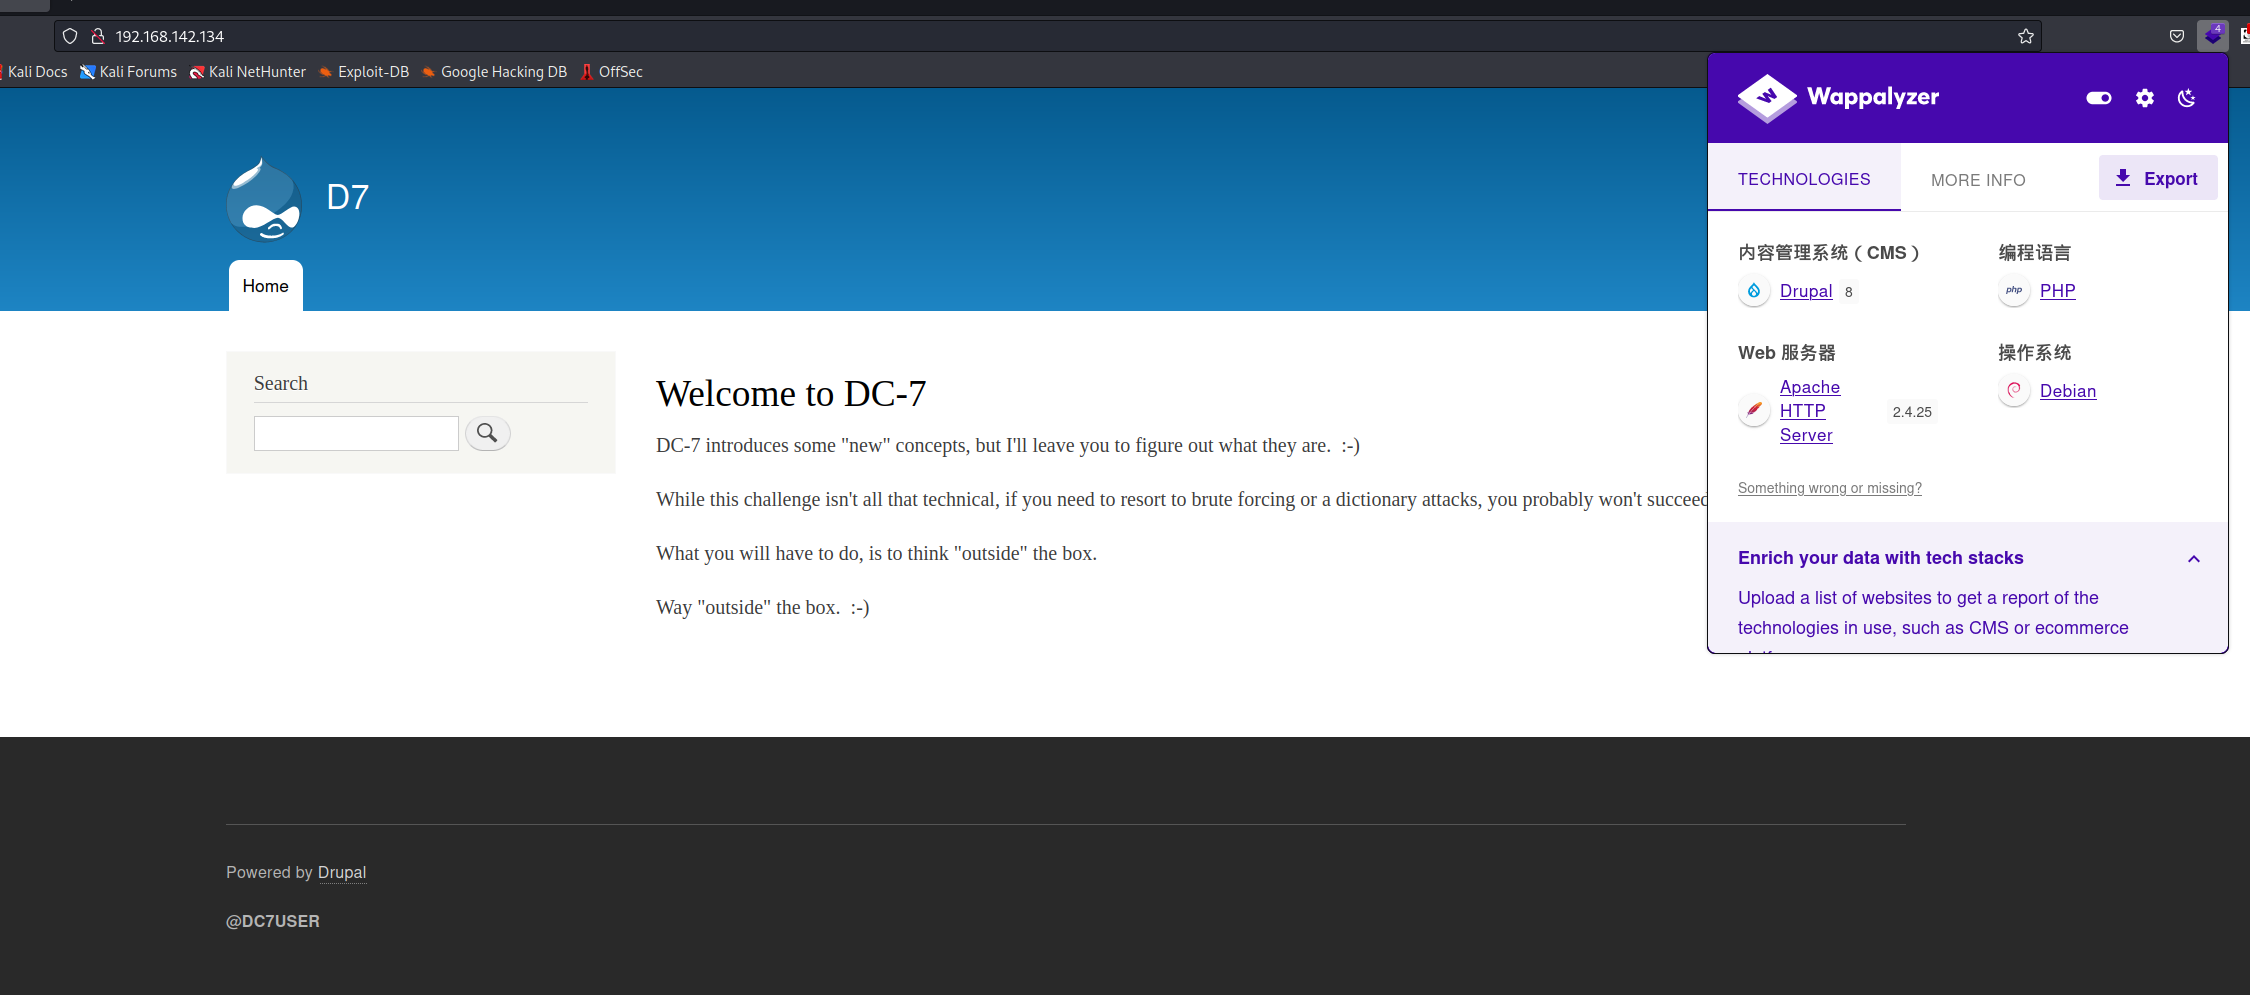 192.168.142.134
4
Kali Docs
Kali Forums
Kali NetHunter
Exploit-DB
Google Hacking DB
OffSec
D7
Home
Search
Welcome to DC-7
DC-7 introduces some "new" concepts, but I'll leave you to figure out what they are.  :-)
While this challenge isn't all that technical, if you need to resort to brute forcing or a dictionary attacks, you probably won't succeed
What you will have to do, is to think "outside" the box.
Way "outside" the box.  :-)
Powered by Drupal
@DC7USER
Wappalyzer
TECHNOLOGIES
MORE INFO
Export
内容管理系统（CMS）
Drupal 8
编程语言
php PHP
Web 服务器
Apache
HTTP
Server
2.4.25
操作系统
Debian
Something wrong or missing?
Enrich your data with tech stacks
Upload a list of websites to get a report of the
technologies in use, such as CMS or ecommerce